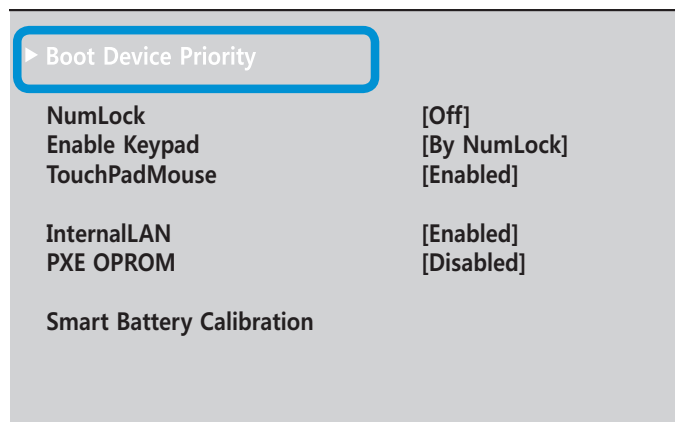 ▶ Boot Device Priority
NumLock [Off]
Enable Keypad [By NumLock]
TouchPadMouse [Enabled]
InternalLAN [Enabled]
PXE OPROM [Disabled]
Smart Battery Calibration